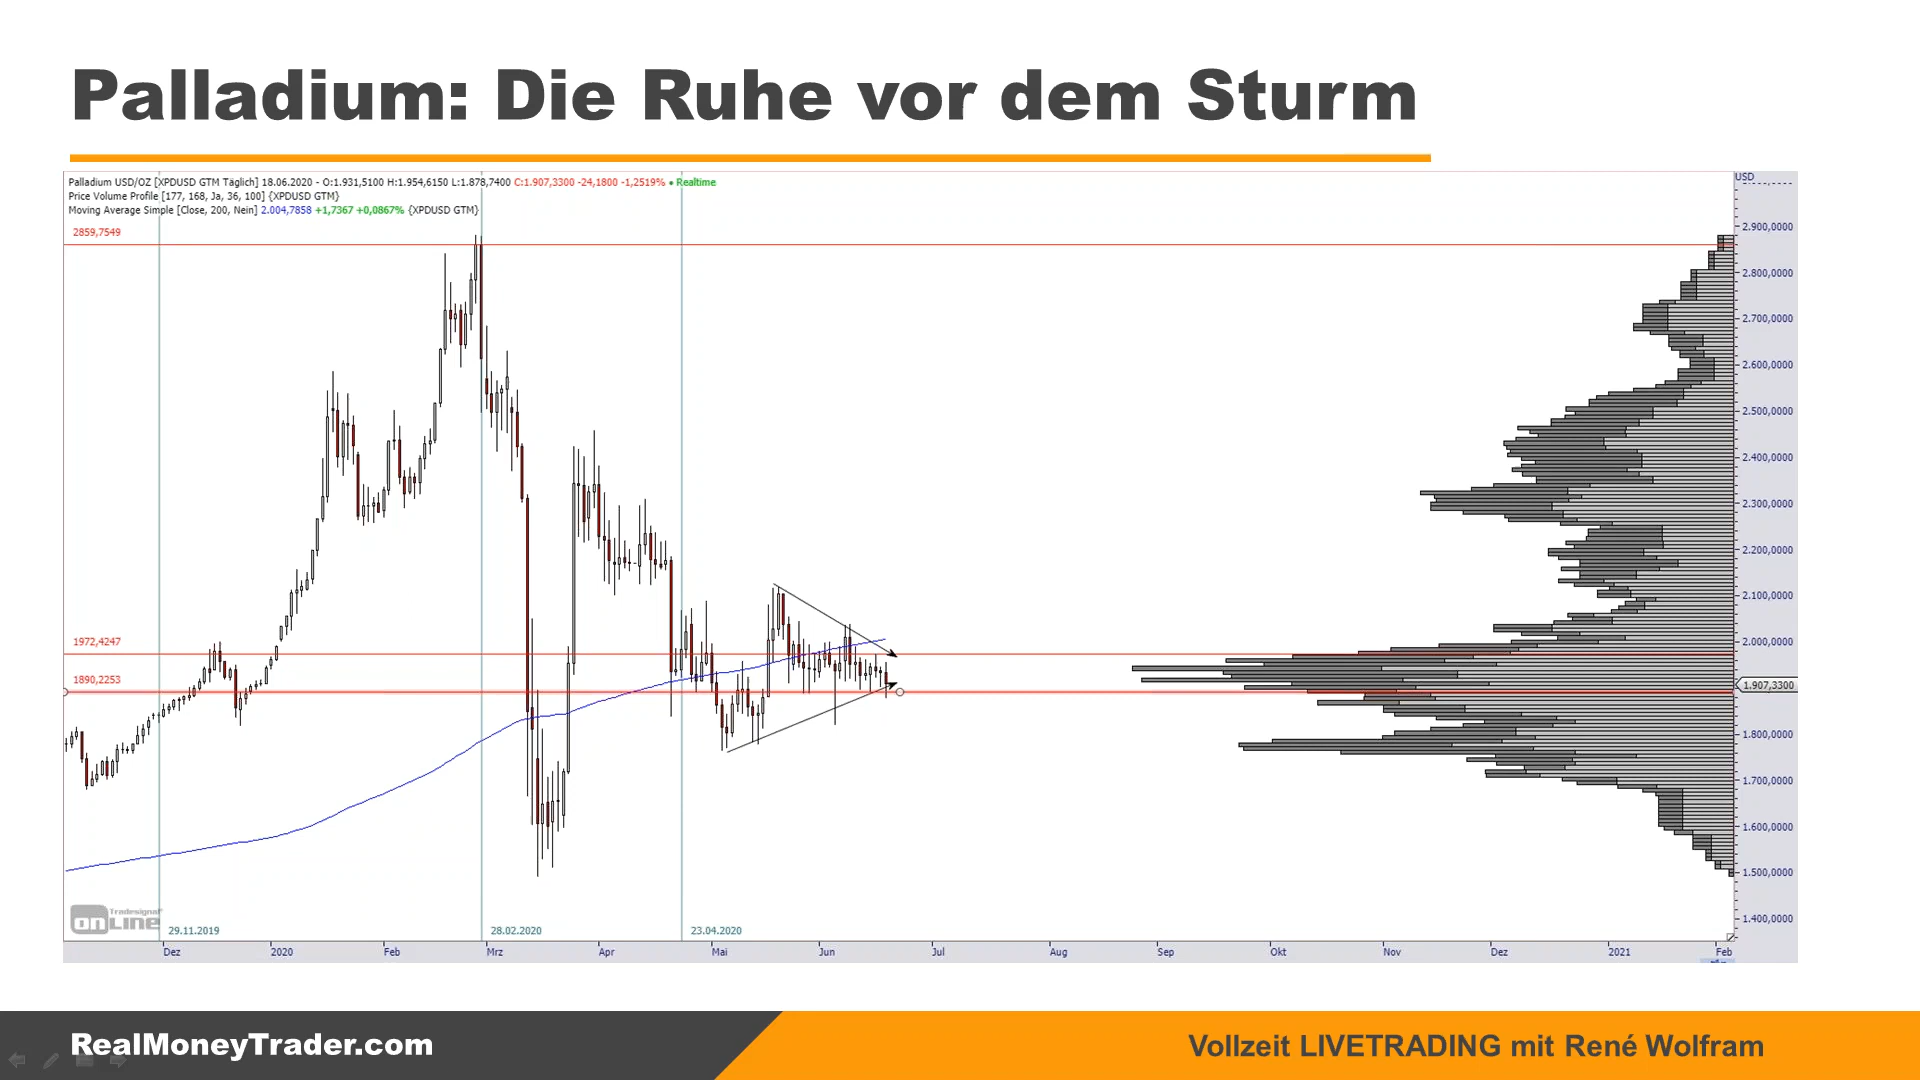 Palladium: Die Ruhe vor dem Sturm
Palladium USD/OZ [XPDUSD GTM Täglich] 18.06.2020 - O:1.931,5100 H:1.954,6150 L:1.878,7400 C:1.907,3300 -24,1800 -1,2519% • Realtime
Price Volume Profile [177, 168, Ja, 36, 100] {XPDUSD GTM}
Moving Average Simple [Close, 200, Nein] 2.004,7858 +1,7367 +0,0867% {XPDUSD GTM}
USD
2859,7549
2.900,0000
2.800,0000
2.700,0000
2.600,0000
2.500,0000
2.400,0000
2.300,0000
2.200,0000
2.100,0000
1972,4247
2.000,0000
1890,2253
1.907,3300
1.800,0000
1.700,0000
1.600,0000
1.500,0000
1.400,0000
Tradesignal
onLINE
29.11.2019 28.02.2020 23.04.2020
Dez 2020 Feb Mrz Apr Mai Jun Jul Aug Sep Okt Nov Dez 2021 Feb
RealMoneyTrader.com
Vollzeit LIVETRADING mit René Wolfram